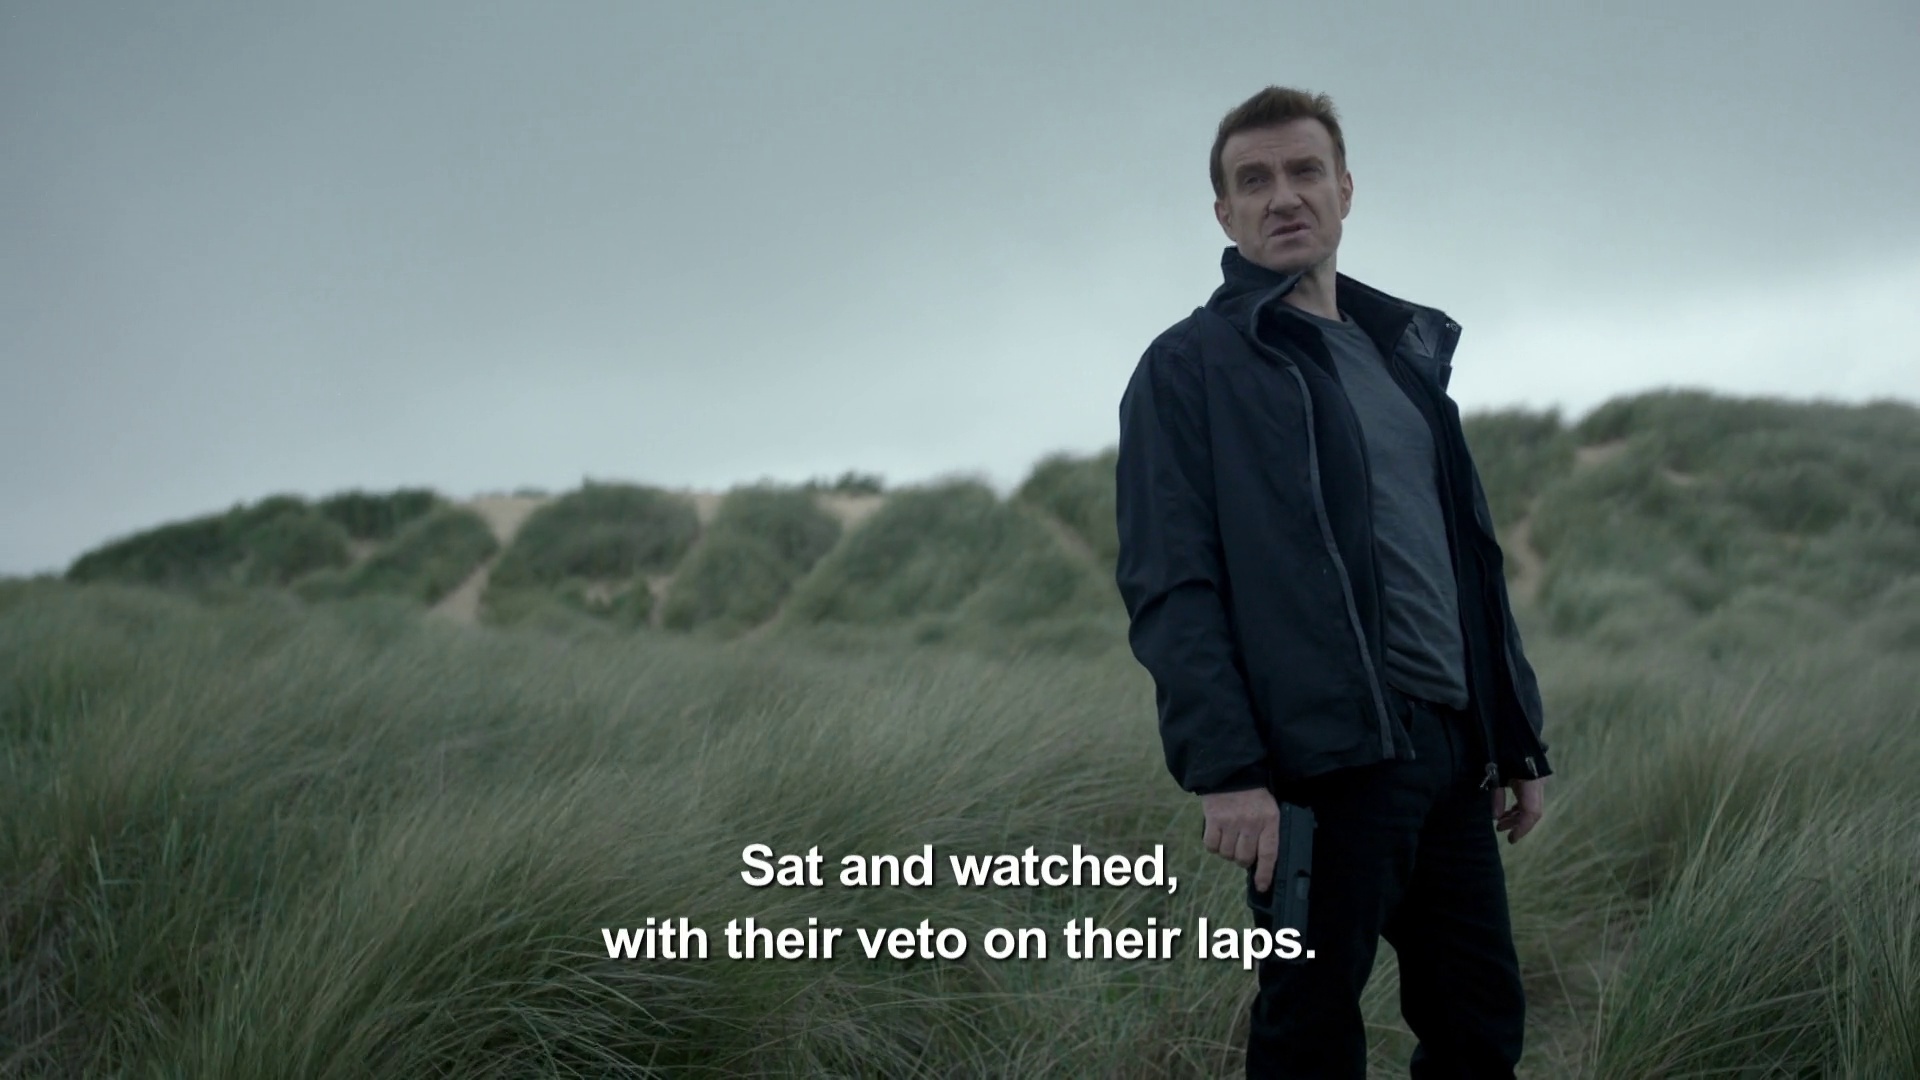 Sat and watched,
with their veto on their laps.